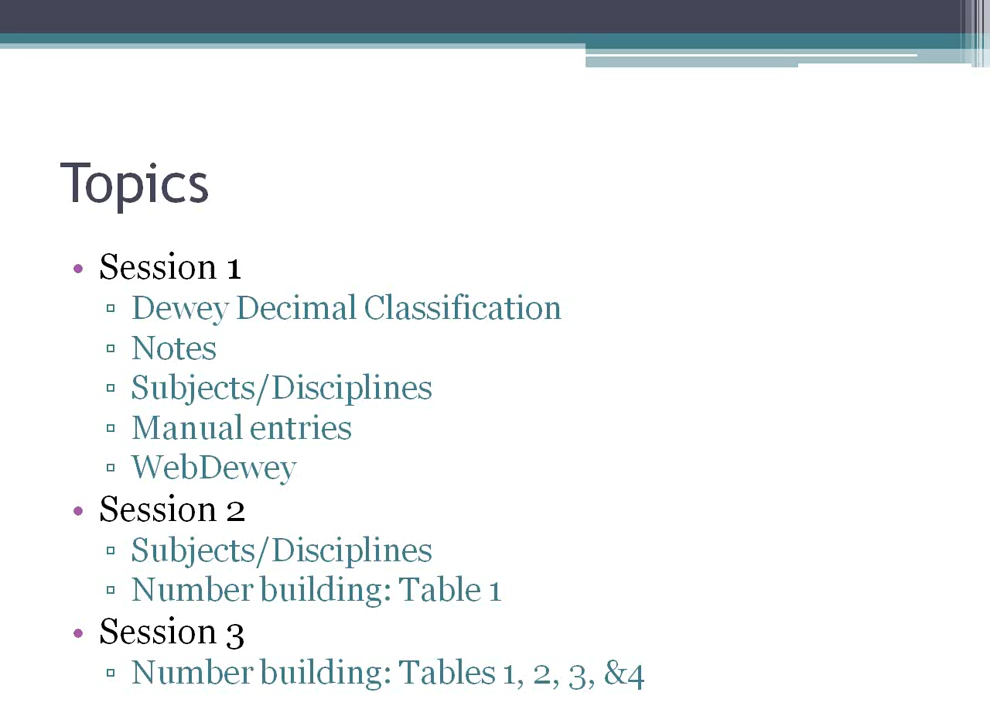 Topics
• Session 1
▫ Dewey Decimal Classification
▫ Notes
▫ Subjects/Disciplines
▫ Manual entries
▫ WebDewey
• Session 2
▫ Subjects/Disciplines
▫ Number building: Table 1
• Session 3
▫ Number building: Tables 1, 2, 3, &4